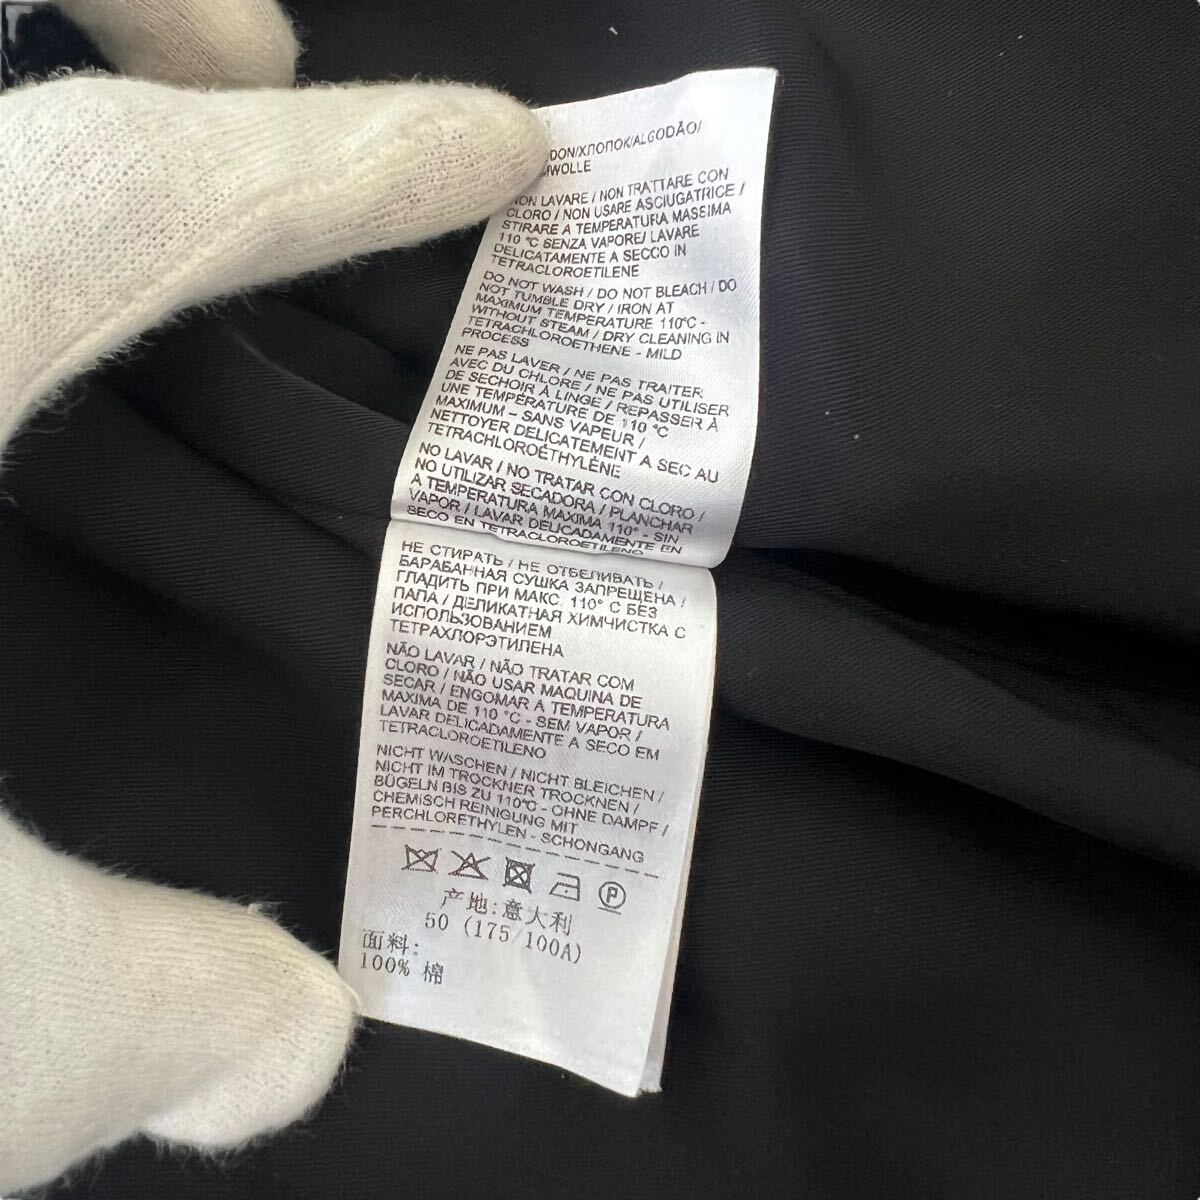 DON/ХЛОПОК/ALGODÃO/
MWOLLE
NON LAVARE / NON TRATTARE CON
CLORO / NON USARE ASCIUGATRICE /
STIRARE A TEMPERATURA MASSIMA
110 °C SENZA VAPORE/ LAVARE
DELICATAMENTE A SECCO IN
TETRACLOROETILENE
DO NOT WASH / DO NOT BLEACH / DO
NOT TUMBLE DRY / IRON AT
MAXIMUM TEMPERATURE 110°C -
WITHOUT STEAM / DRY CLEANING IN
TETRACHLOROETHENE - MILD
PROCESS
NE PAS LAVER / NE PAS TRAITER
AVEC DU CHLORE / NE PAS UTILISER
DE SECHOIR À LINGE / REPASSER À
UNE TEMPÉRATURE DE 110 °C
MAXIMUM - SANS VAPEUR /
NETTOYER DELICATEMENT A SEC AU
TETRACHLOROÉTHYLÈNE
NO LAVAR / NO TRATAR CON CLORO /
NO UTILIZAR SECADORA / PLANCHAR
A TEMPERATURA MAXIMA 110° - SIN
VAPOR / LAVAR DELICADAMENTE EN
SECO EN TETRACLOROETILENO
НЕ СТИРАТЬ / НЕ ОТБЕЛИВАТЬ /
БАРАБАННАЯ СУШКА ЗАПРЕЩЕНА /
ГЛАДИТЬ ПРИ МАКС. 110° С БЕЗ
ПАПА / ДЕЛИКАТНАЯ ХИМЧИСТКА С
ИСПОЛЬЗОВАНИЕМ
ТЕТРАХЛОРЭТИЛЕНА
NÃO LAVAR / NÃO TRATAR COM
CLORO / NÃO USAR MAQUINA DE
SECAR / ENGOMAR A TEMPERATURA
MAXIMA DE 110 °C - SEM VAPOR /
LAVAR DELICADAMENTE A SECO EM
TETRACLOROETILENO
NICHT WASCHEN / NICHT BLEICHEN /
NICHT IM TROCKNER TROCKNEN /
BÜGELN BIS ZU 110°C - OHNE DAMPF /
CHEMISCH REINIGUNG MIT
PERCHLORETHYLEN - SCHONGANG
P
产地:意大利
50 (175/100A)
面料:
100% 棉